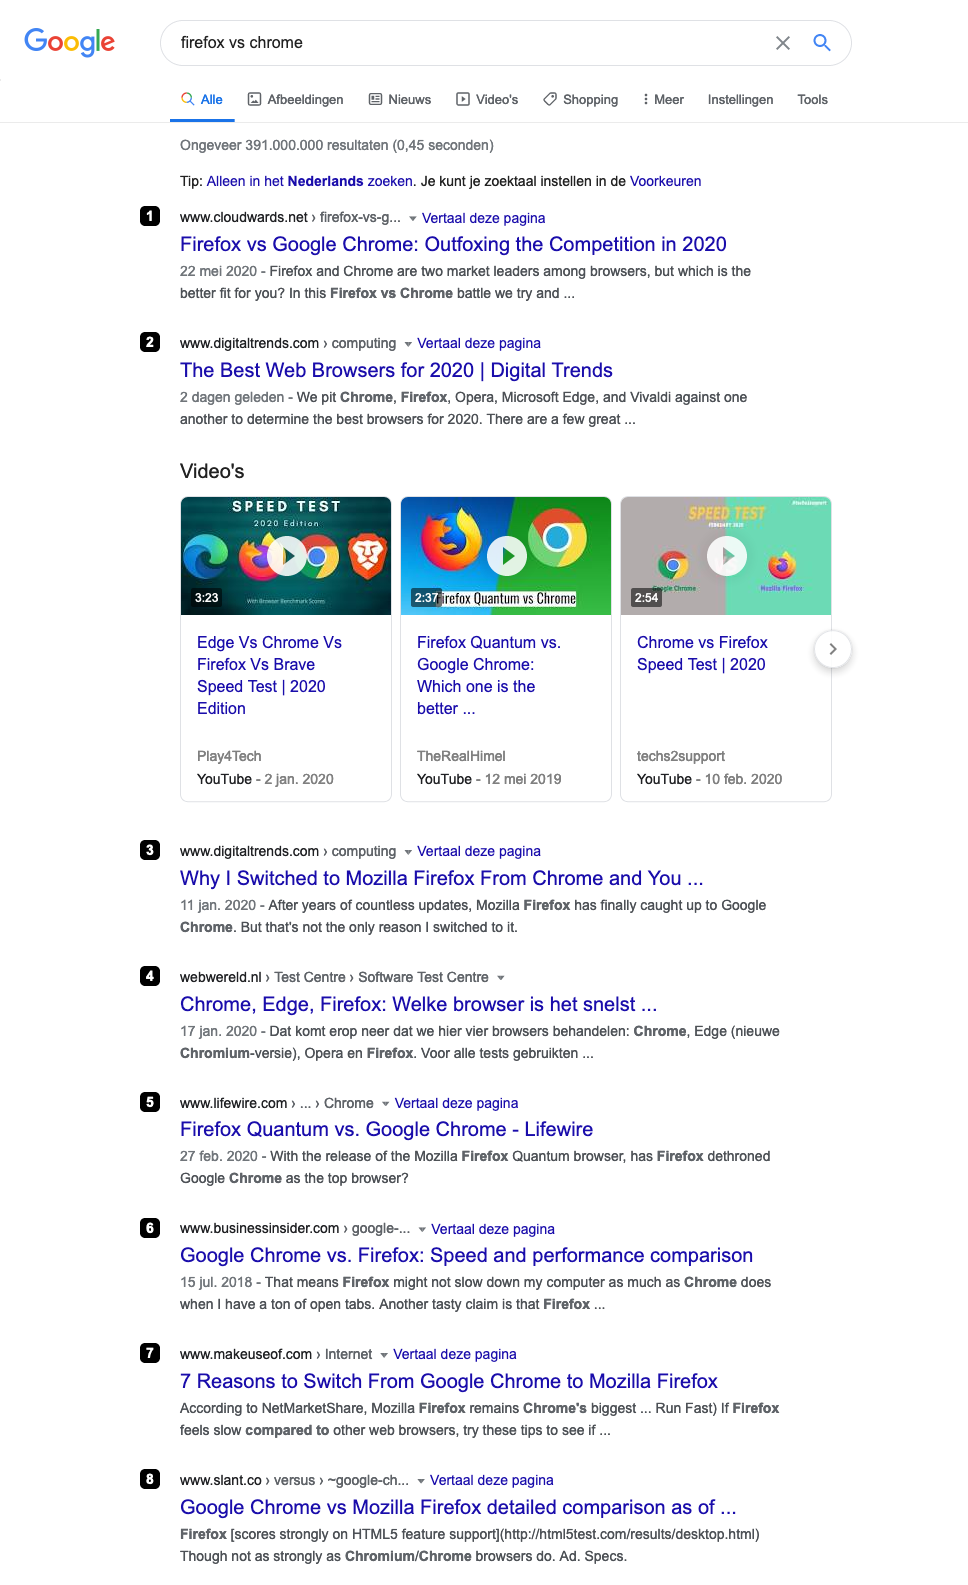 Google
firefox vs chrome
Alle Afbeeldingen Nieuws Video's Shopping Meer Instellingen Tools
Ongeveer 391.000.000 resultaten (0,45 seconden)
Tip: Alleen in het Nederlands zoeken. Je kunt je zoektaal instellen in de Voorkeuren
1 www.cloudwards.net › firefox-vs-g... Vertaal deze pagina
Firefox vs Google Chrome: Outfoxing the Competition in 2020
22 mei 2020 - Firefox and Chrome are two market leaders among browsers, but which is the
better fit for you? In this Firefox vs Chrome battle we try and ...
2 www.digitaltrends.com › computing Vertaal deze pagina
The Best Web Browsers for 2020 | Digital Trends
2 dagen geleden - We pit Chrome, Firefox, Opera, Microsoft Edge, and Vivaldi against one
another to determine the best browsers for 2020. There are a few great ...
Video's
SPEED TEST
2020 Edition
With Browser Benchmark Scores
3:23
Edge Vs Chrome Vs
Firefox Vs Brave
Speed Test | 2020
Edition
Play4Tech
YouTube - 2 jan. 2020
2:37
irefox Quantum vs Chrome
Firefox Quantum vs.
Google Chrome:
Which one is the
better ...
TheRealHimel
YouTube - 12 mei 2019
#techs2support
SPEED TEST
FEBRUARY 2020
Google Chrome Mozilla Firefox
2:54
Chrome vs Firefox
Speed Test | 2020
techs2support
YouTube - 10 feb. 2020
3 www.digitaltrends.com › computing Vertaal deze pagina
Why I Switched to Mozilla Firefox From Chrome and You ...
11 jan. 2020 - After years of countless updates, Mozilla Firefox has finally caught up to Google
Chrome. But that's not the only reason I switched to it.
4 webwereld.nl › Test Centre › Software Test Centre
Chrome, Edge, Firefox: Welke browser is het snelst ...
17 jan. 2020 - Dat komt erop neer dat we hier vier browsers behandelen: Chrome, Edge (nieuwe
Chromium-versie), Opera en Firefox. Voor alle tests gebruikten ...
5 www.lifewire.com › ... › Chrome Vertaal deze pagina
Firefox Quantum vs. Google Chrome - Lifewire
27 feb. 2020 - With the release of the Mozilla Firefox Quantum browser, has Firefox dethroned
Google Chrome as the top browser?
6 www.businessinsider.com › google-... Vertaal deze pagina
Google Chrome vs. Firefox: Speed and performance comparison
15 jul. 2018 - That means Firefox might not slow down my computer as much as Chrome does
when I have a ton of open tabs. Another tasty claim is that Firefox ...
7 www.makeuseof.com › Internet Vertaal deze pagina
7 Reasons to Switch From Google Chrome to Mozilla Firefox
According to NetMarketShare, Mozilla Firefox remains Chrome's biggest ... Run Fast) If Firefox
feels slow compared to other web browsers, try these tips to see if ...
8 www.slant.co › versus › ~google-ch... Vertaal deze pagina
Google Chrome vs Mozilla Firefox detailed comparison as of ...
Firefox [scores strongly on HTML5 feature support](http://html5test.com/results/desktop.html)
Though not as strongly as Chromium/Chrome browsers do. Ad. Specs.